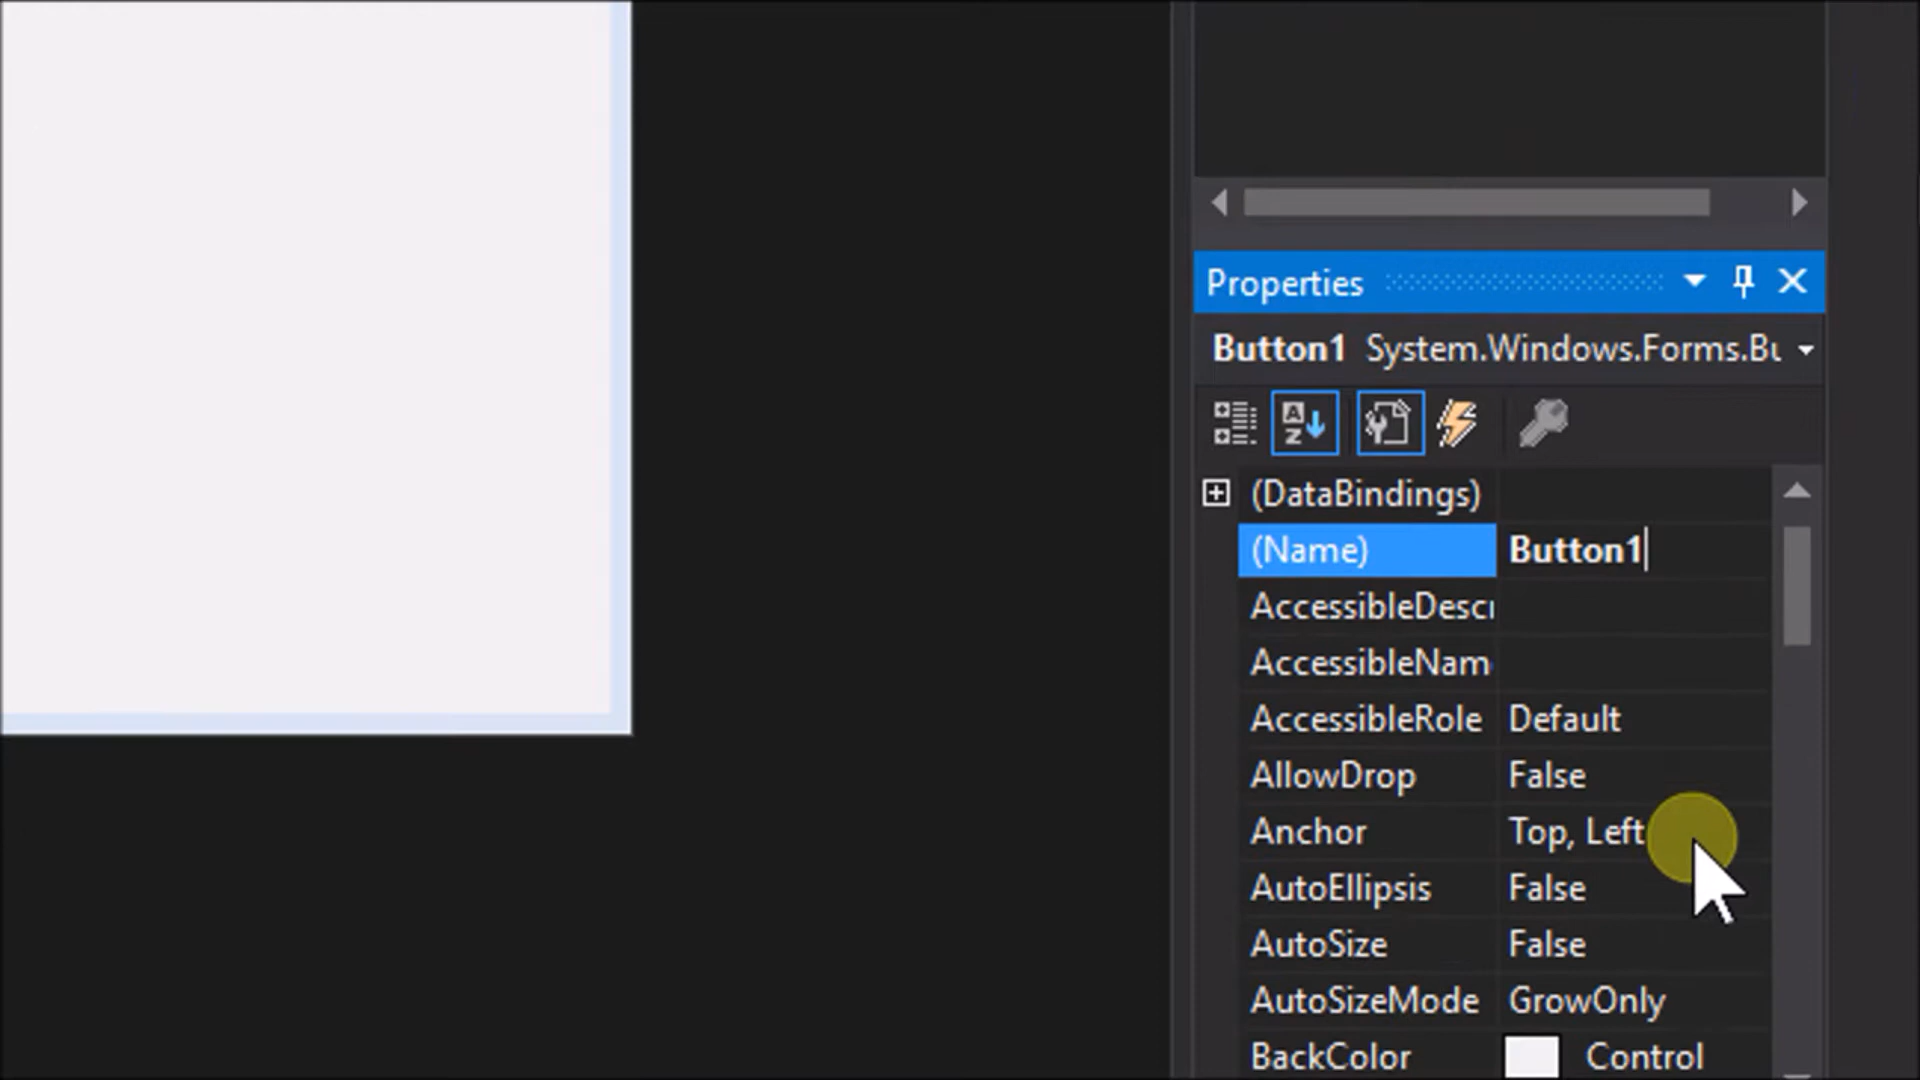 Properties
Button1 System.Windows.Forms.Bu
(DataBindings)
(Name) Button1
AccessibleDescr
AccessibleNam
AccessibleRole Default
AllowDrop False
Anchor Top, Left
AutoEllipsis False
AutoSize False
AutoSizeMode GrowOnly
BackColor Control